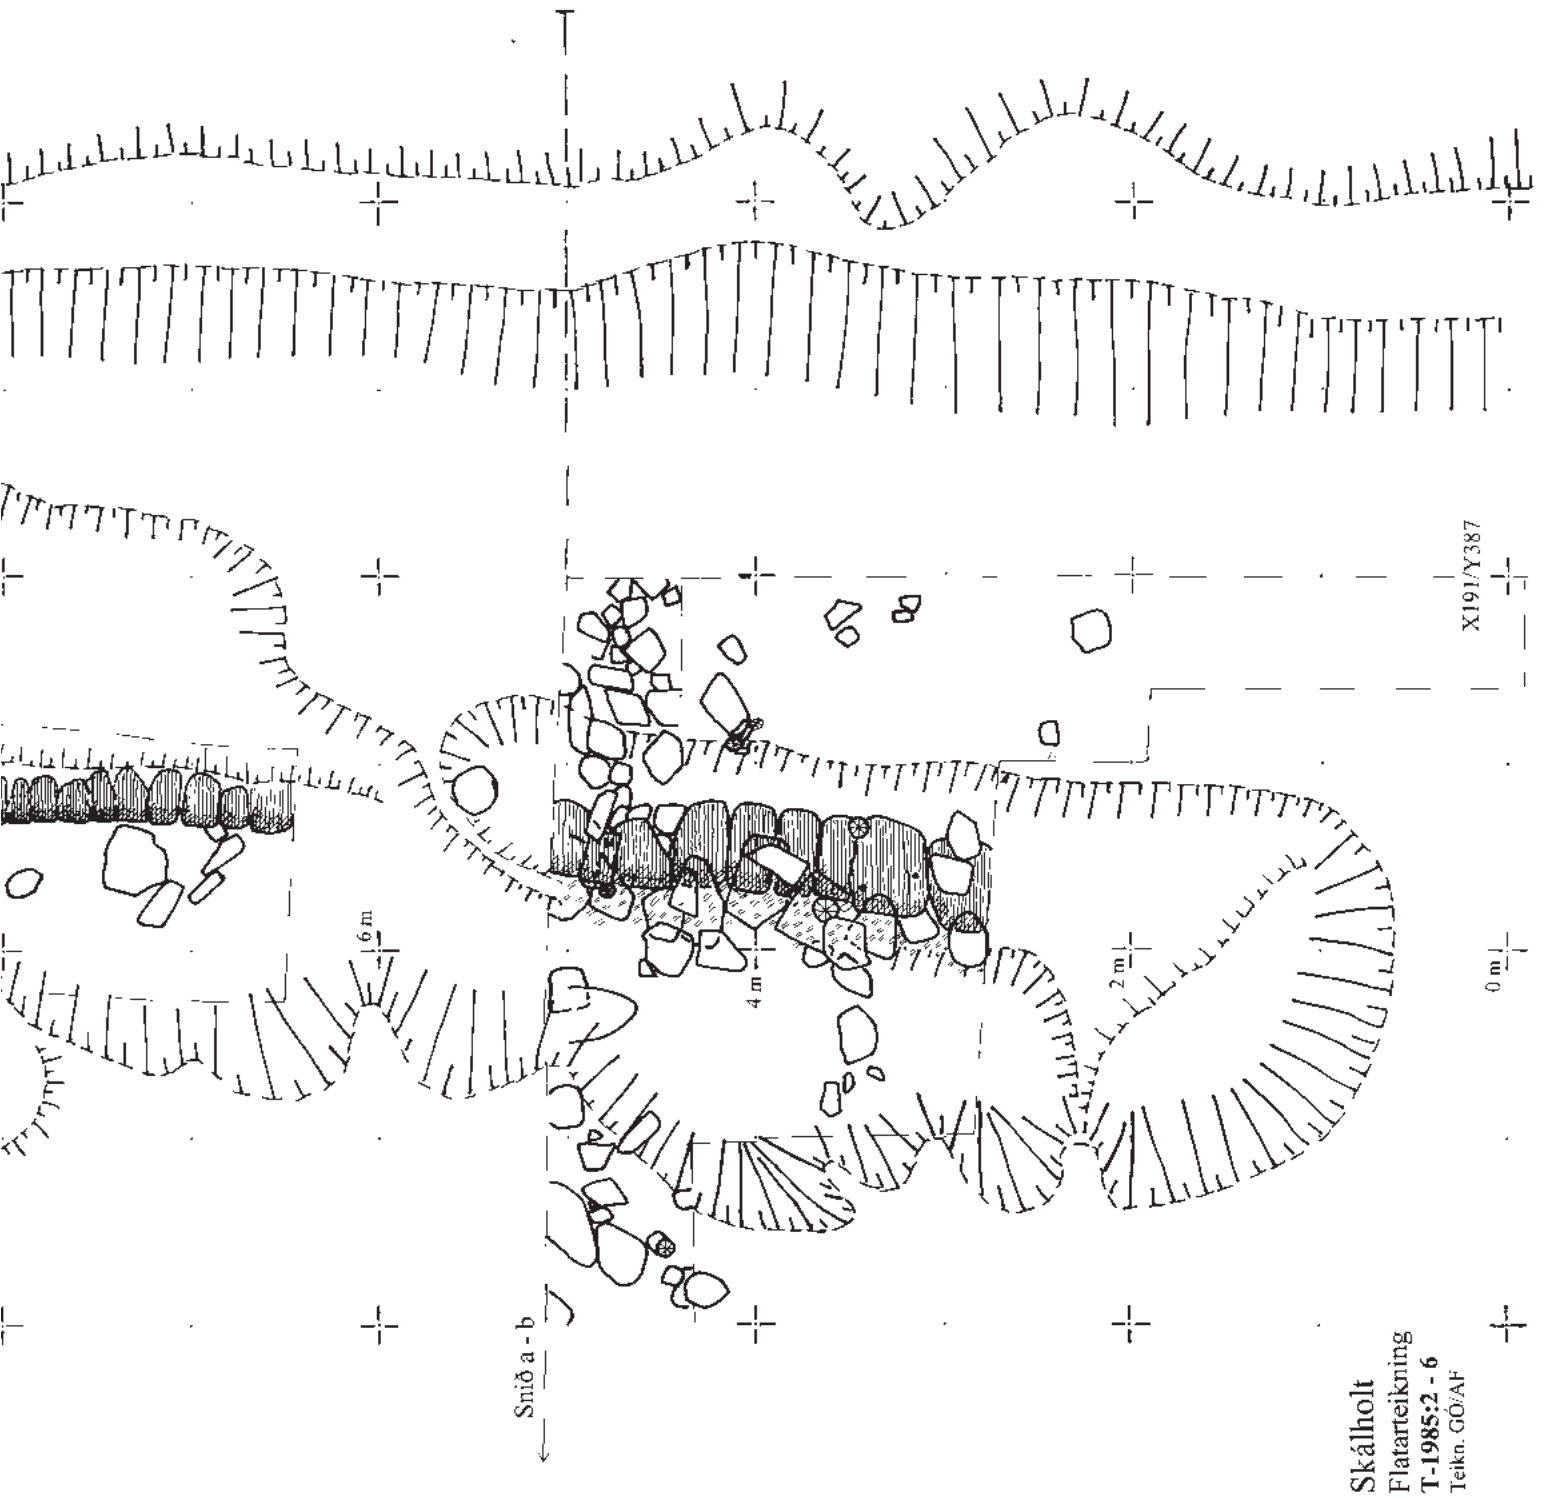 X191/Y387
6 m
4 m
2 m
0 m
Snið a - b
Skálholt
Flatarteikning
T-1985:2 - 6
Teikn. GÓ/AF